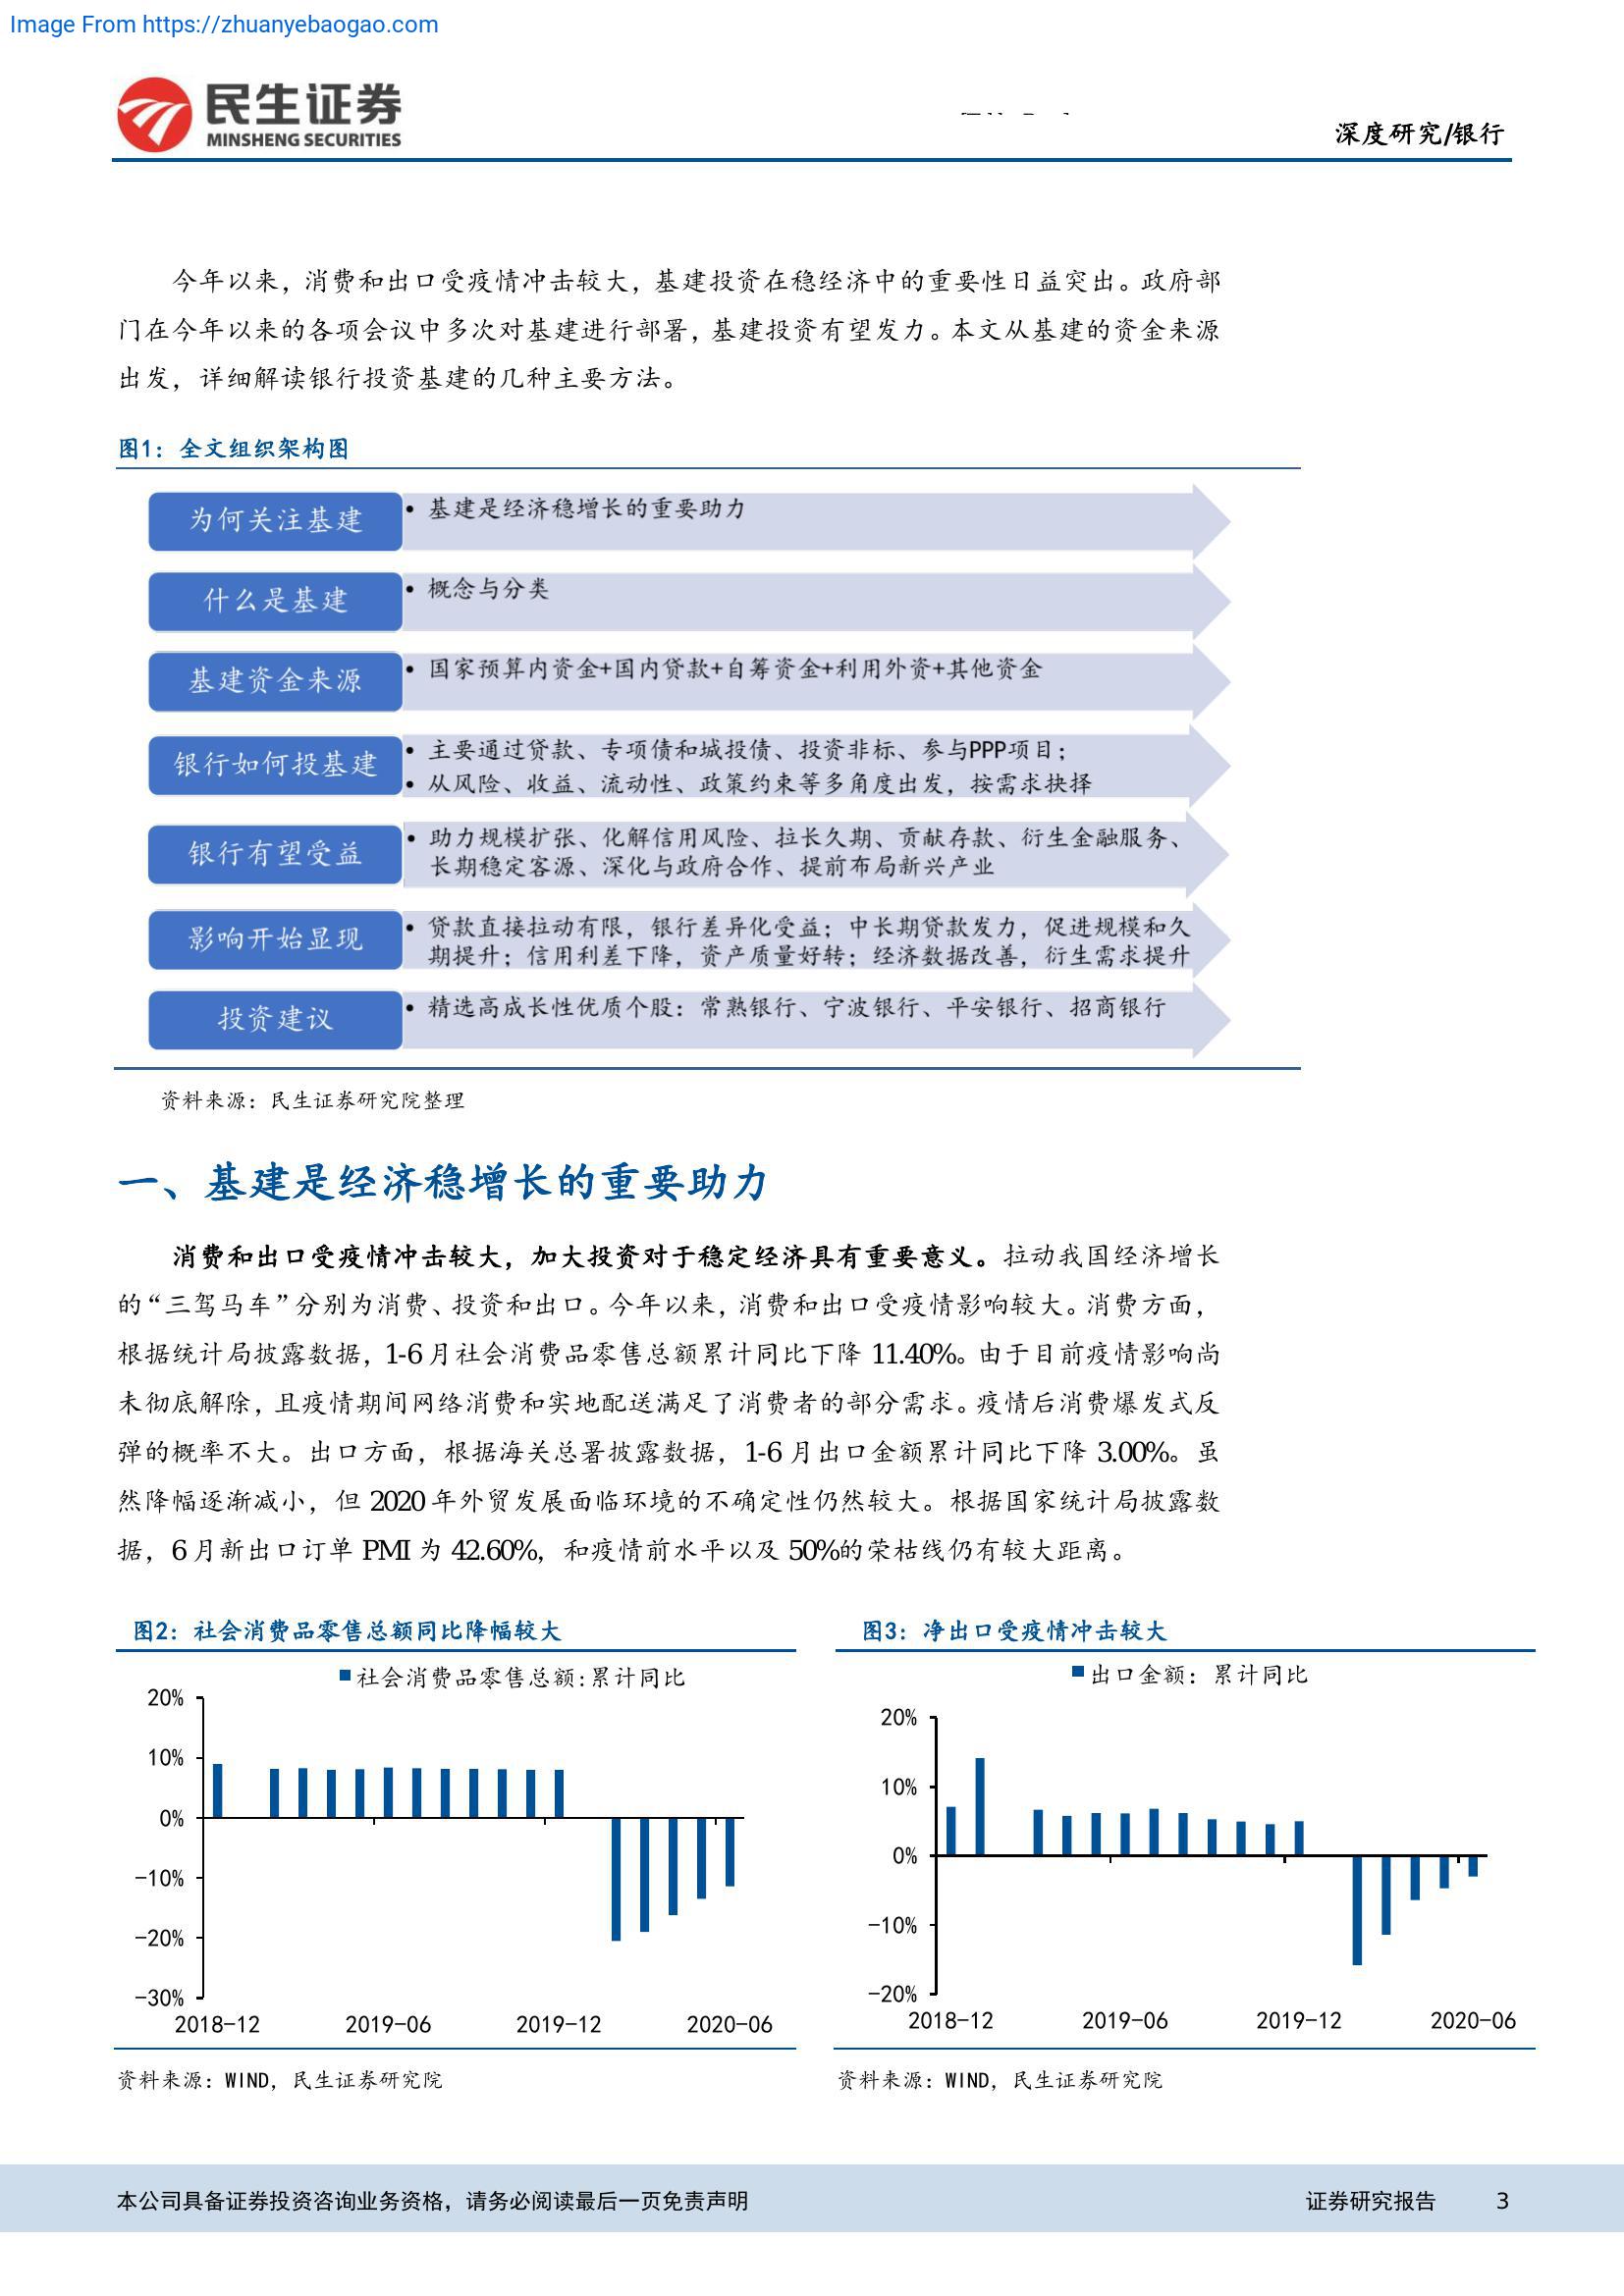 Image From https://zhuanyebaogao.com
民生证券
MINSHENG SECURITIES
深度研究/银行
今年以来，消费和出口受疫情冲击较大，基建投资在稳经济中的重要性日益突出。政府部
门在今年以来的各项会议中多次对基建进行部署，基建投资有望发力。本文从基建的资金来源
出发，详细解读银行投资基建的几种主要方法。
图1：全文组织架构图
为何关注基建
• 基建是经济稳增长的重要助力
什么是基建
• 概念与分类
基建资金来源
• 国家预算内资金+国内贷款+自筹资金+利用外资+其他资金
银行如何投基建
• 主要通过贷款、专项债和城投债、投资非标、参与PPP项目；
• 从风险、收益、流动性、政策约束等多角度出发，按需求抉择
银行有望受益
• 助力规模扩张、化解信用风险、拉长久期、贡献存款、衍生金融服务、
长期稳定客源、深化与政府合作、提前布局新兴产业
影响开始显现
• 贷款直接拉动有限，银行差异化受益；中长期贷款发力，促进规模和久
期提升；信用利差下降，资产质量好转；经济数据改善，衍生需求提升
投资建议
• 精选高成长性优质个股：常熟银行、宁波银行、平安银行、招商银行
资料来源：民生证券研究院整理
一、基建是经济稳增长的重要助力
消费和出口受疫情冲击较大，加大投资对于稳定经济具有重要意义。拉动我国经济增长
的“三驾马车”分别为消费、投资和出口。今年以来，消费和出口受疫情影响较大。消费方面，
根据统计局披露数据，1-6 月社会消费品零售总额累计同比下降 11.40%。由于目前疫情影响尚
未彻底解除，且疫情期间网络消费和实地配送满足了消费者的部分需求。疫情后消费爆发式反
弹的概率不大。出口方面，根据海关总署披露数据，1-6 月出口金额累计同比下降 3.00%。虽
然降幅逐渐减小，但 2020 年外贸发展面临环境的不确定性仍然较大。根据国家统计局披露数
据，6 月新出口订单 PMI 为 42.60%，和疫情前水平以及 50%的荣枯线仍有较大距离。
图2：社会消费品零售总额同比降幅较大
社会消费品零售总额:累计同比
20%
10%
0%
-10%
-20%
-30%
2018-12 2019-06 2019-12 2020-06
资料来源：WIND，民生证券研究院
图3：净出口受疫情冲击较大
出口金额：累计同比
20%
10%
0%
-10%
-20%
2018-12 2019-06 2019-12 2020-06
资料来源：WIND，民生证券研究院
本公司具备证券投资咨询业务资格，请务必阅读最后一页免责声明 证券研究报告 3